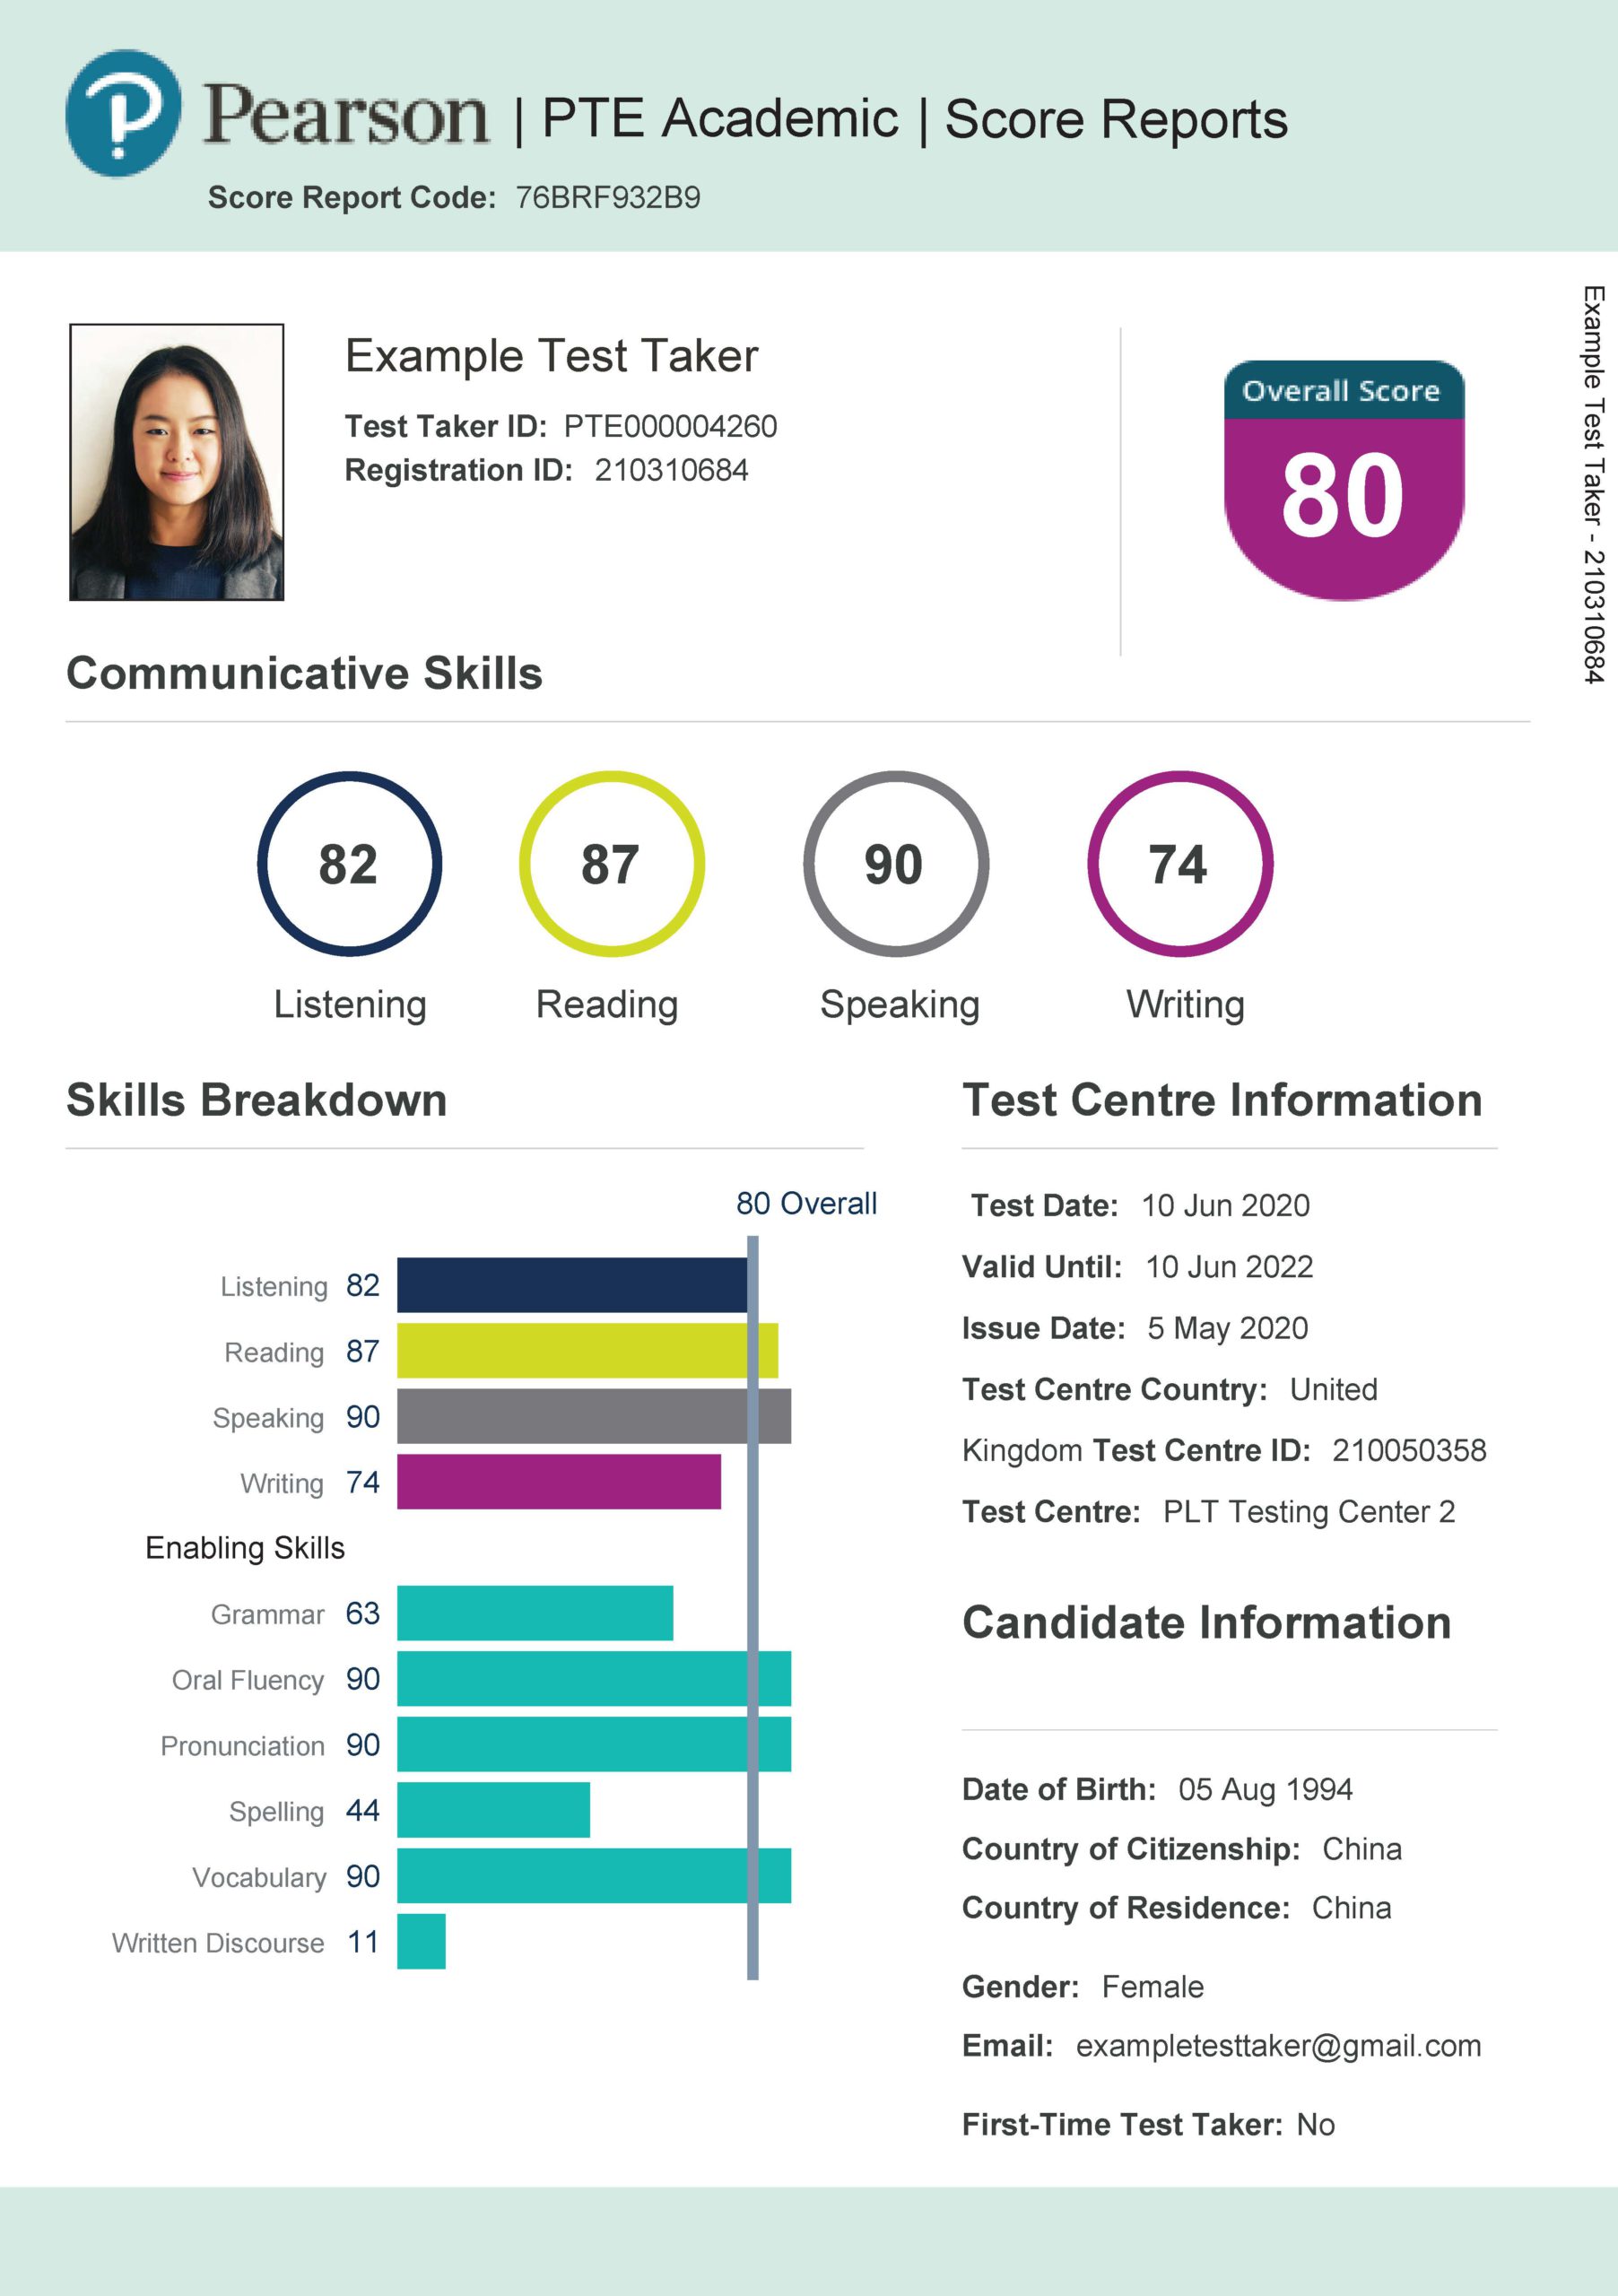 Pearson | PTE Academic | Score Reports
Score Report Code: 76BRF932B9
Example Test Taker
Test Taker ID: PTE000004260
Registration ID: 210310684
Overall Score
80
Example Test Taker - 210310684
Communicative Skills
82 87 90 74
Listening Reading Speaking Writing
Skills Breakdown
80 Overall
Listening 82
Reading 87
Speaking 90
Writing 74
Enabling Skills
Grammar 63
Oral Fluency 90
Pronunciation 90
Spelling 44
Vocabulary 90
Written Discourse 11
Test Centre Information
Test Date: 10 Jun 2020
Valid Until: 10 Jun 2022
Issue Date: 5 May 2020
Test Centre Country: United
Kingdom Test Centre ID: 210050358
Test Centre: PLT Testing Center 2
Candidate Information
Date of Birth: 05 Aug 1994
Country of Citizenship: China
Country of Residence: China
Gender: Female
Email: exampletesttaker@gmail.com
First-Time Test Taker: No